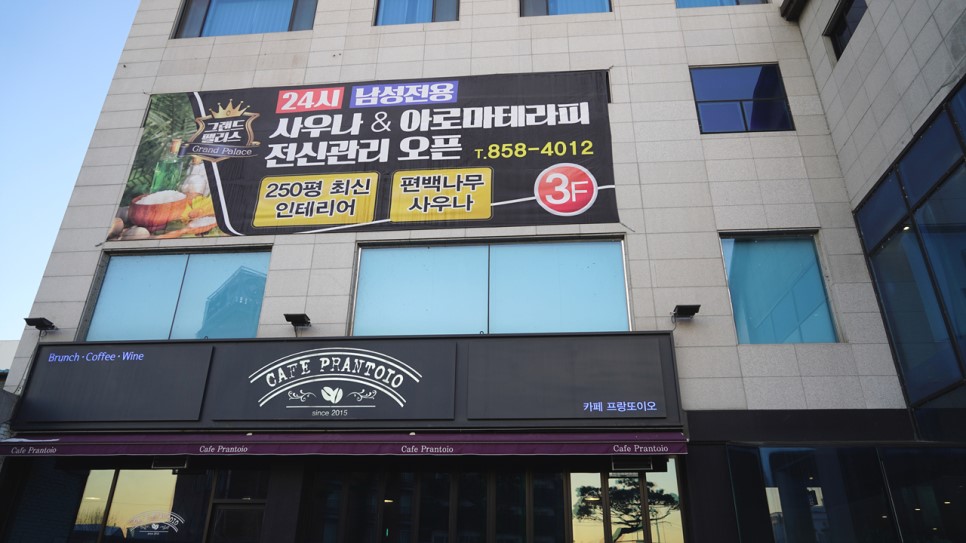 24시 남성전용
그랜드
팰리스
Grand Palace
사우나 & 아로마테라피
전신관리 오픈 T.858-4012
250평 최신
인테리어
편백나무
사우나
3F
Brunch·Coffee·Wine
CAFE PRANTOIO
since 2015
카페 프랑또이오
Cafe Prantoio
Cafe Prantoio
Cafe Prantoio
Cafe Prantoio